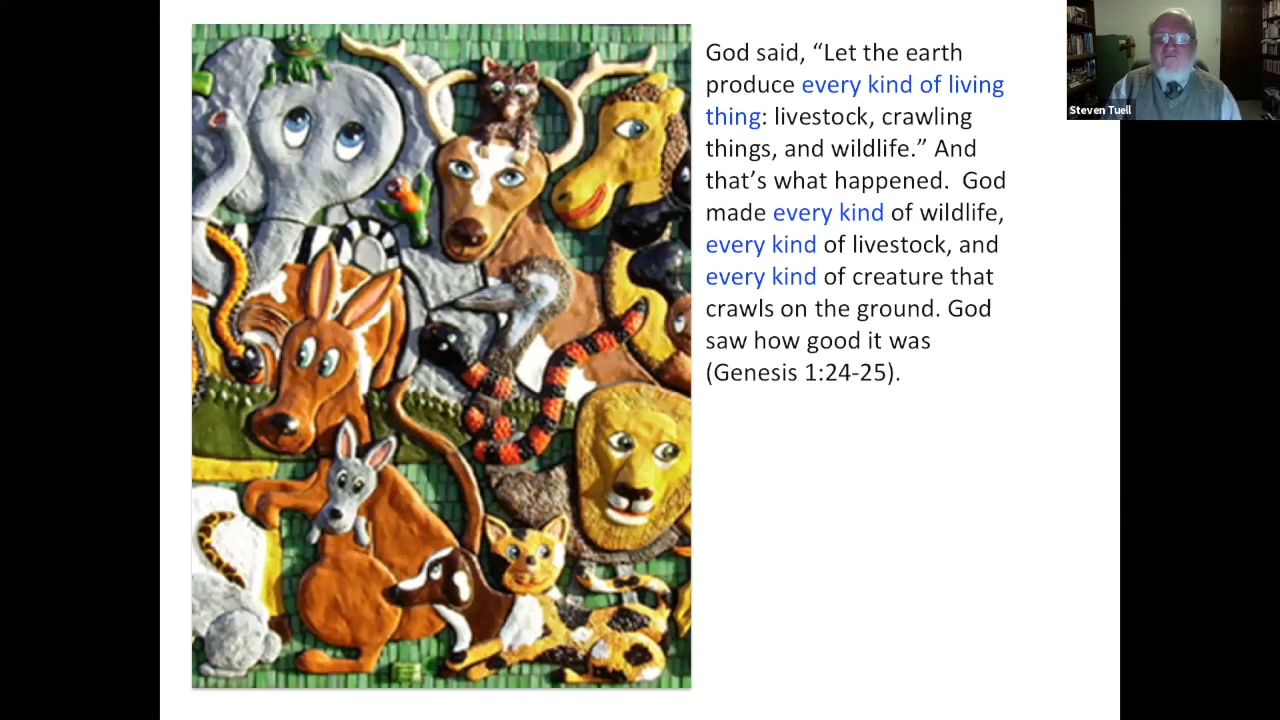 God said, “Let the earth
produce every kind of living
thing: livestock, crawling
things, and wildlife.” And
that’s what happened.  God
made every kind of wildlife,
every kind of livestock, and
every kind of creature that
crawls on the ground. God
saw how good it was
(Genesis 1:24-25).
Steven Tuell